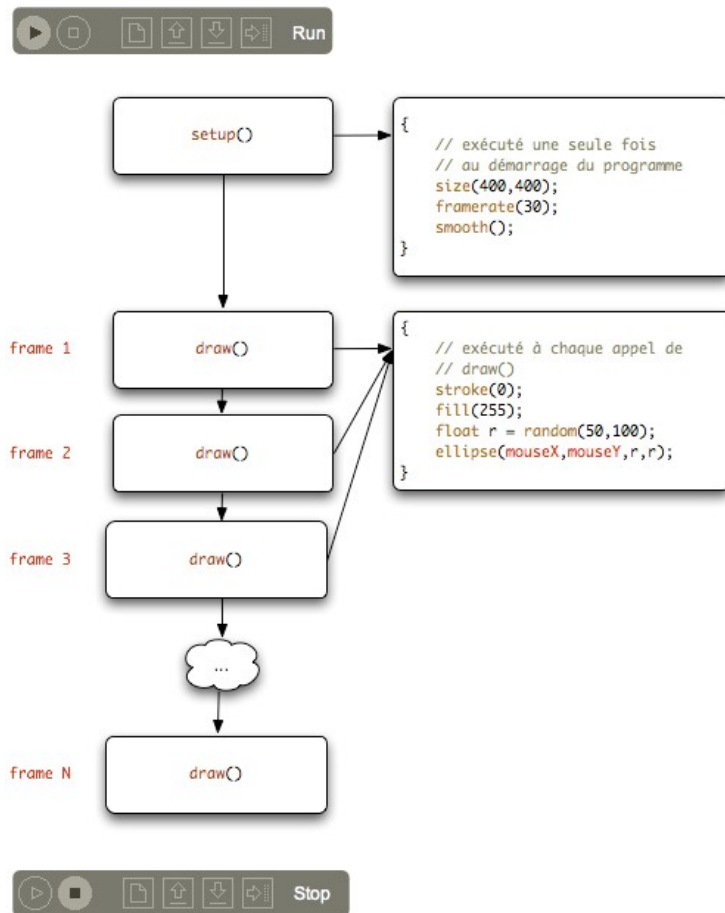 Run
setup()
{
// exécuté une seule fois
// au démarrage du programme
size(400,400);
framerate(30);
smooth();
}
frame 1
draw()
{
// exécuté à chaque appel de
// draw()
stroke(0);
fill(255);
float r = random(50,100);
ellipse(mouseX,mouseY,r,r);
}
frame 2
draw()
frame 3
draw()
...
frame N
draw()
Stop